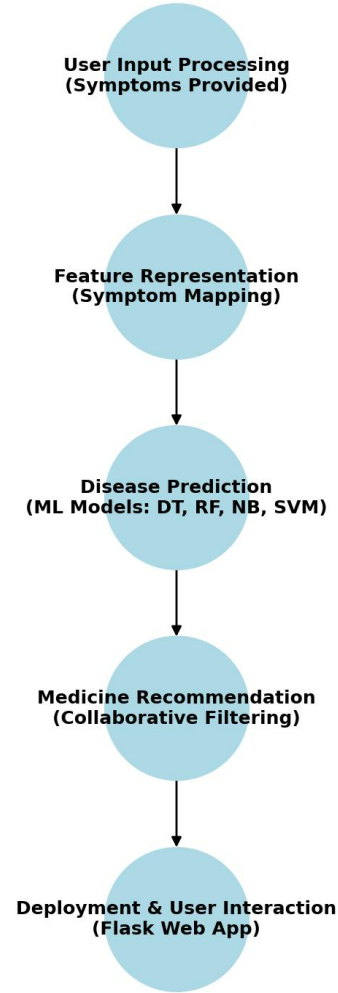 User Input Processing
(Symptoms Provided)
Feature Representation
(Symptom Mapping)
Disease Prediction
(ML Models: DT, RF, NB, SVM)
Medicine Recommendation
(Collaborative Filtering)
Deployment & User Interaction
(Flask Web App)